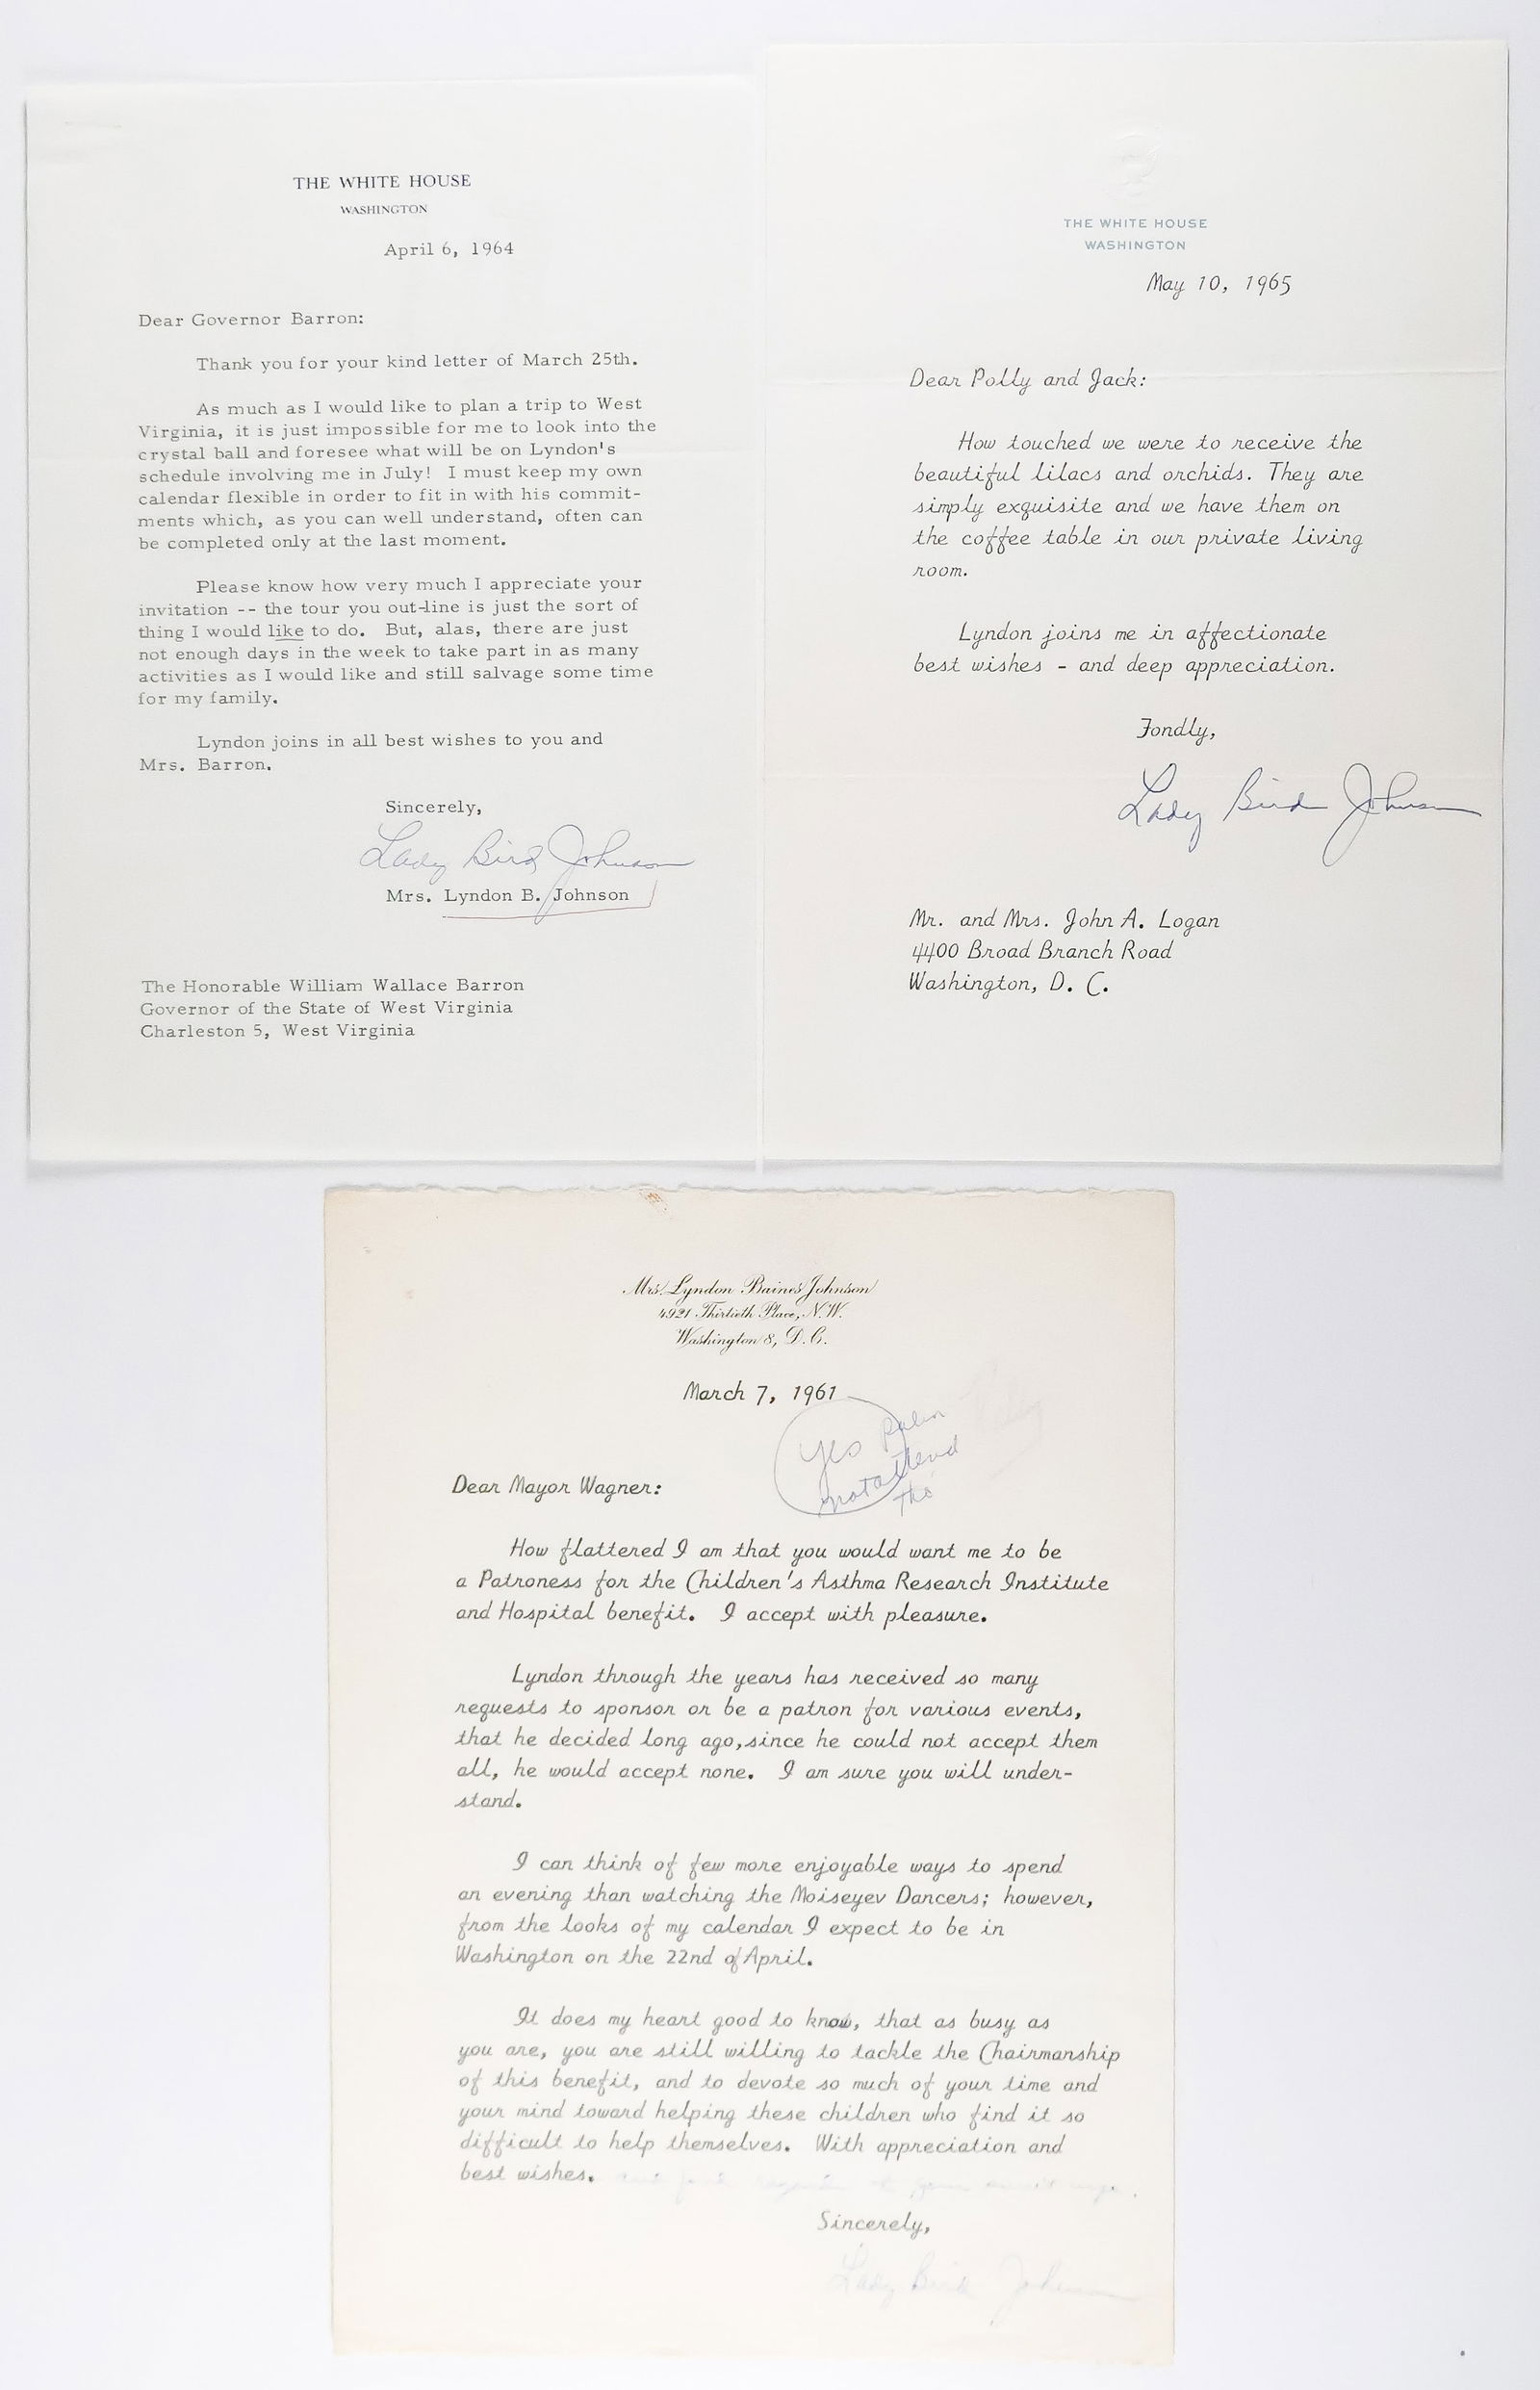 THE WHITE HOUSE
WASHINGTON
April 6, 1964
Dear Governor Barron:
Thank you for your kind letter of March 25th.
As much as I would like to plan a trip to West
Virginia, it is just impossible for me to look into the
crystal ball and foresee what will be on Lyndon's
schedule involving me in July! I must keep my own
calendar flexible in order to fit in with his commit-
ments which, as you can well understand, often can
be completed only at the last moment.
Please know how very much I appreciate your
invitation -- the tour you out-line is just the sort of
thing I would like to do. But, alas, there are just
not enough days in the week to take part in as many
activities as I would like and still salvage some time
for my family.
Lyndon joins in all best wishes to you and
Mrs. Barron.
Sincerely,
Lady Bird Johnson
Mrs. Lyndon B. Johnson
The Honorable William Wallace Barron
Governor of the State of West Virginia
Charleston 5, West Virginia
THE WHITE HOUSE
WASHINGTON
May 10, 1965
Dear Polly and Jack:
How touched we were to receive the
beautiful lilacs and orchids. They are
simply exquisite and we have them on
the coffee table in our private living
room.
Lyndon joins me in affectionate
best wishes - and deep appreciation.
Fondly,
Lady Bird Johnson
Mr. and Mrs. John A. Logan
4400 Broad Branch Road
Washington, D. C.
Mrs. Lyndon Baines Johnson
4921 Thirtieth Place, N.W.
Washington 8, D.C.
March 7, 1961
yes
not attend
tho
Dear Mayor Wagner:
How flattered I am that you would want me to be
a Patroness for the Children's Asthma Research Institute
and Hospital benefit. I accept with pleasure.
Lyndon through the years has received so many
requests to sponsor or be a patron for various events,
that he decided long ago,since he could not accept them
all, he would accept none. I am sure you will under-
stand.
I can think of few more enjoyable ways to spend
an evening than watching the Moiseyev Dancers; however,
from the looks of my calendar I expect to be in
Washington on the 22nd of April.
It does my heart good to know, that as busy as
you are, you are still willing to tackle the Chairmanship
of this benefit, and to devote so much of your time and
your mind toward helping these children who find it so
difficult to help themselves. With appreciation and
best wishes.
Sincerely,
Lady Bird Johnson